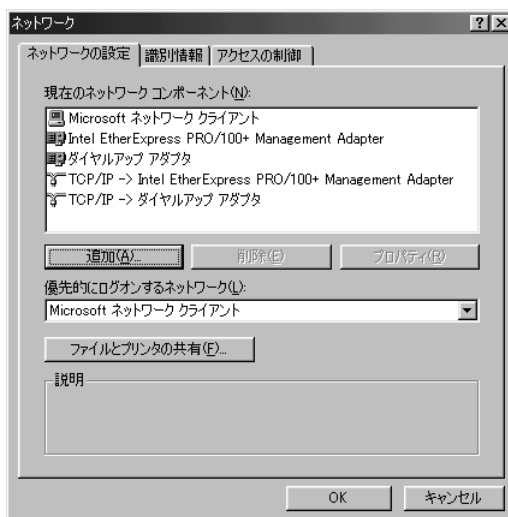 ネットワーク
ネットワークの設定 識別情報 アクセスの制御
現在のネットワーク コンポーネント(N):
Microsoft ネットワーク クライアント
Intel EtherExpress PRO/100+ Management Adapter
ダイヤルアップ アダプタ
TCP/IP -> Intel EtherExpress PRO/100+ Management Adapter
TCP/IP -> ダイヤルアップ アダプタ
追加(A)... 削除(E) プロパティ(R)
優先的にログオンするネットワーク(L):
Microsoft ネットワーク クライアント
ファイルとプリンタの共有(F)...
説明
OK キャンセル